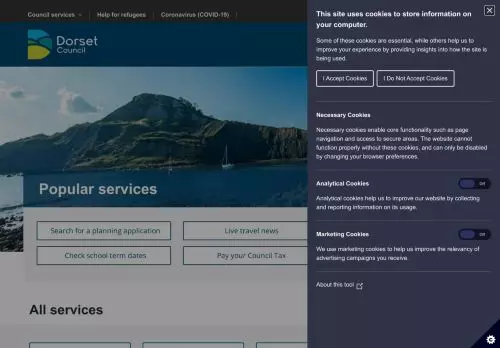 Council services
Help for refugees
Coronavirus (COVID-19)
Dorset
Council
Popular services
Search for a planning application
Live travel news
Check school term dates
Pay your Council Tax
All services
This site uses cookies to store information on
your computer.
Some of these cookies are essential, while others help us to
improve your experience by providing insights into how the site is
being used.
I Accept Cookies
I Do Not Accept Cookies
Necessary Cookies
Necessary cookies enable core functionality such as page
navigation and access to secure areas. The website cannot
function properly without these cookies, and can only be disabled
by changing your browser preferences.
Analytical Cookies
Off
Analytical cookies help us to improve our website by collecting
and reporting information on its usage.
Marketing Cookies
Off
We use marketing cookies to help us improve the relevancy of
advertising campaigns you receive.
About this tool